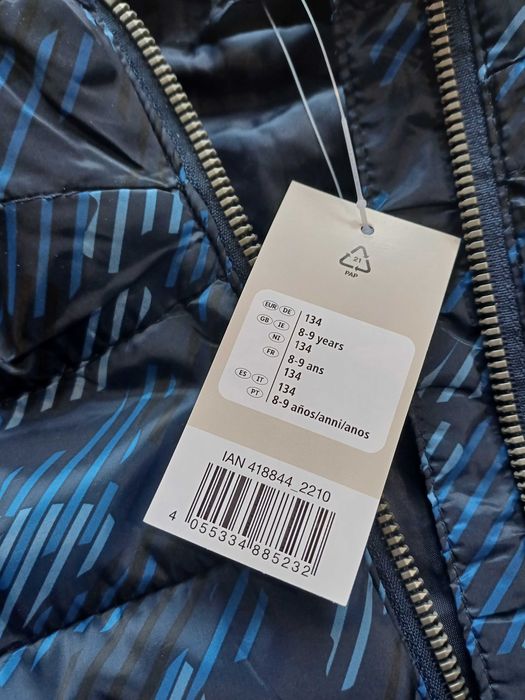 21
PAP
EUR DE 134
GB IE 8-9 years
NI 134
FR 8-9 ans
134
ES IT 134
PT 8-9 años/anni/anos
IAN 418844_2210
4 055334 885232